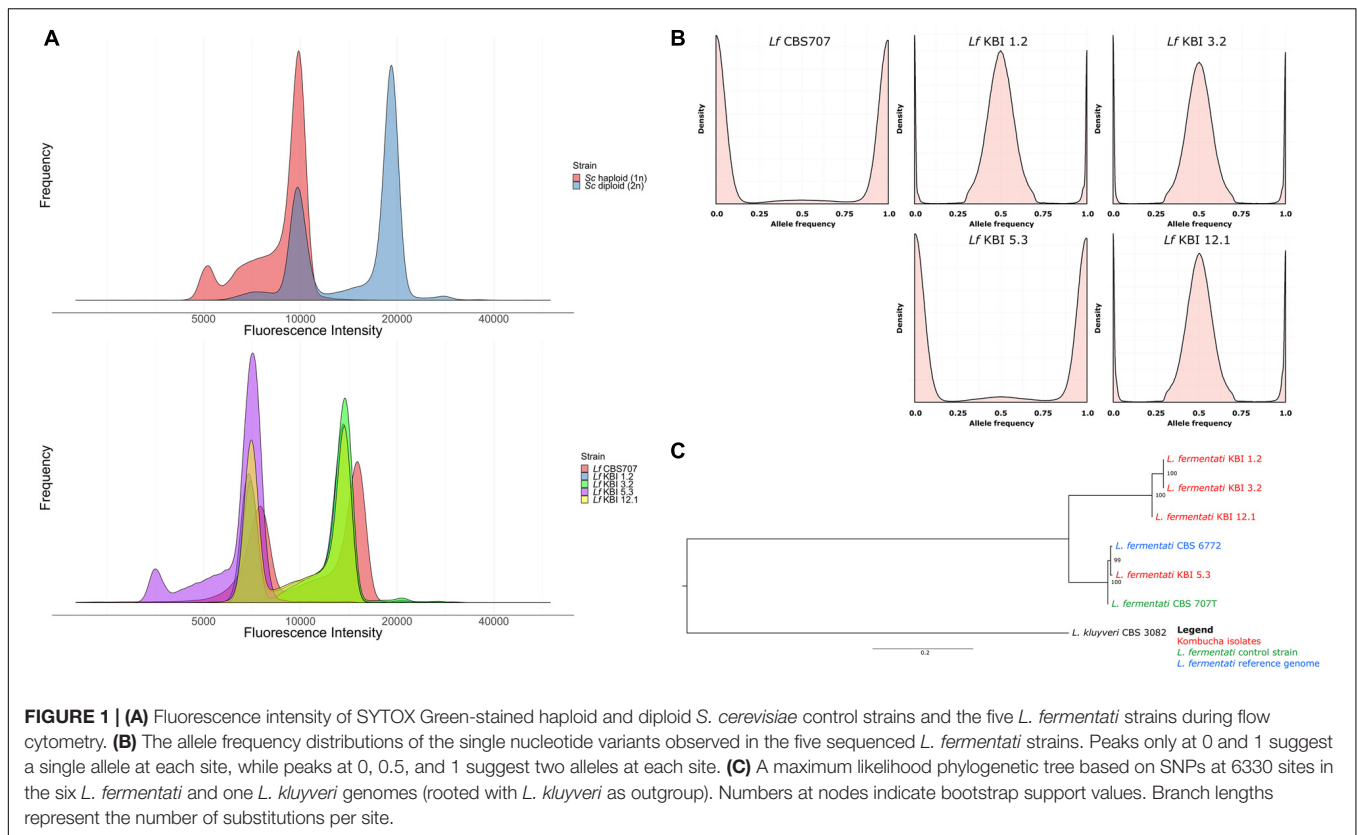 A
Frequency
Strain
Sc haploid (1n)
Sc diploid (2n)
5000 10000 20000 40000
Fluorescence Intensity
Frequency
Strain
Lf CBS707
Lf KBI 1.2
Lf KBI 3.2
Lf KBI 5.3
Lf KBI 12.1
5000 10000 20000 40000
Fluorescence Intensity
B
Lf CBS707
Density
0.0 0.25 0.5 0.75 1.0
Allele frequency
Lf KBI 1.2
Density
0.0 0.25 0.5 0.75 1.0
Allele frequency
Lf KBI 3.2
Density
0.0 0.25 0.5 0.75 1.0
Allele frequency
Lf KBI 5.3
Density
0.0 0.25 0.5 0.75 1.0
Allele frequency
Lf KBI 12.1
Density
0.0 0.25 0.5 0.75 1.0
Allele frequency
C
L. fermentati KBI 1.2
100
L. fermentati KBI 3.2
100
L. fermentati KBI 12.1
L. fermentati CBS 6772
99
L. fermentati KBI 5.3
100
L. fermentati CBS 707T
L. kluyveri CBS 3082
0.2
Legend
Kombucha isolates
L. fermentati control strain
L. fermentati reference genome
FIGURE 1 | (A) Fluorescence intensity of SYTOX Green-stained haploid and diploid S. cerevisiae control strains and the five L. fermentati strains during flow
cytometry. (B) The allele frequency distributions of the single nucleotide variants observed in the five sequenced L. fermentati strains. Peaks only at 0 and 1 suggest
a single allele at each site, while peaks at 0, 0.5, and 1 suggest two alleles at each site. (C) A maximum likelihood phylogenetic tree based on SNPs at 6330 sites in
the six L. fermentati and one L. kluyveri genomes (rooted with L. kluyveri as outgroup). Numbers at nodes indicate bootstrap support values. Branch lengths
represent the number of substitutions per site.